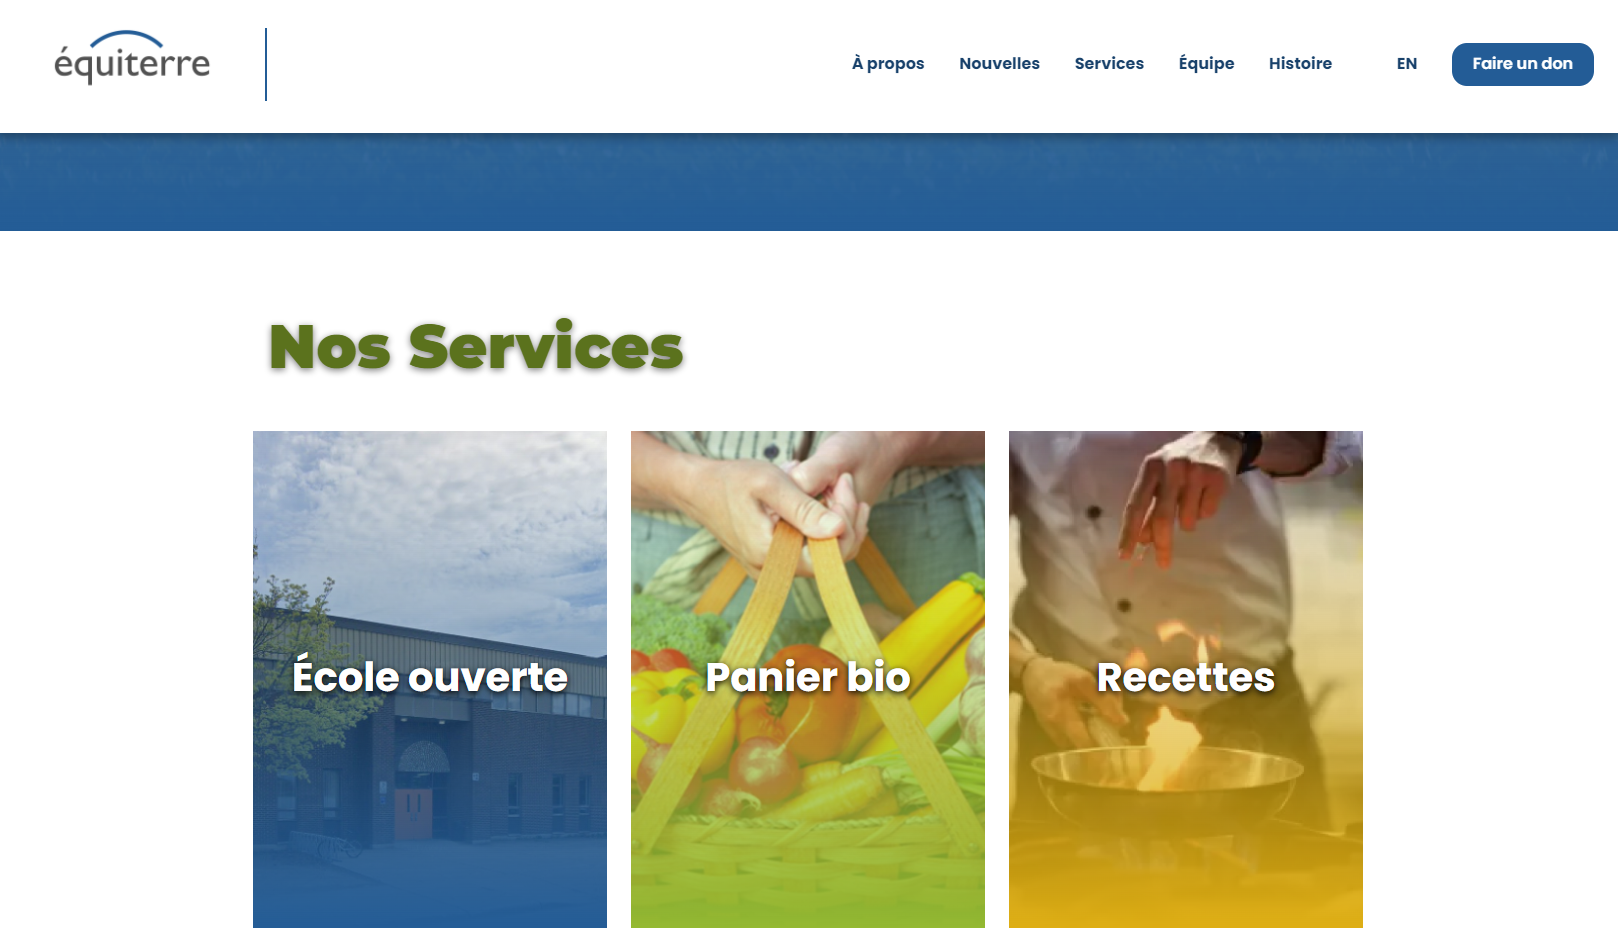 équiterre
À propos
Nouvelles
Services
Équipe
Histoire
EN
Faire un don
Nos Services
École ouverte
Panier bio
Recettes